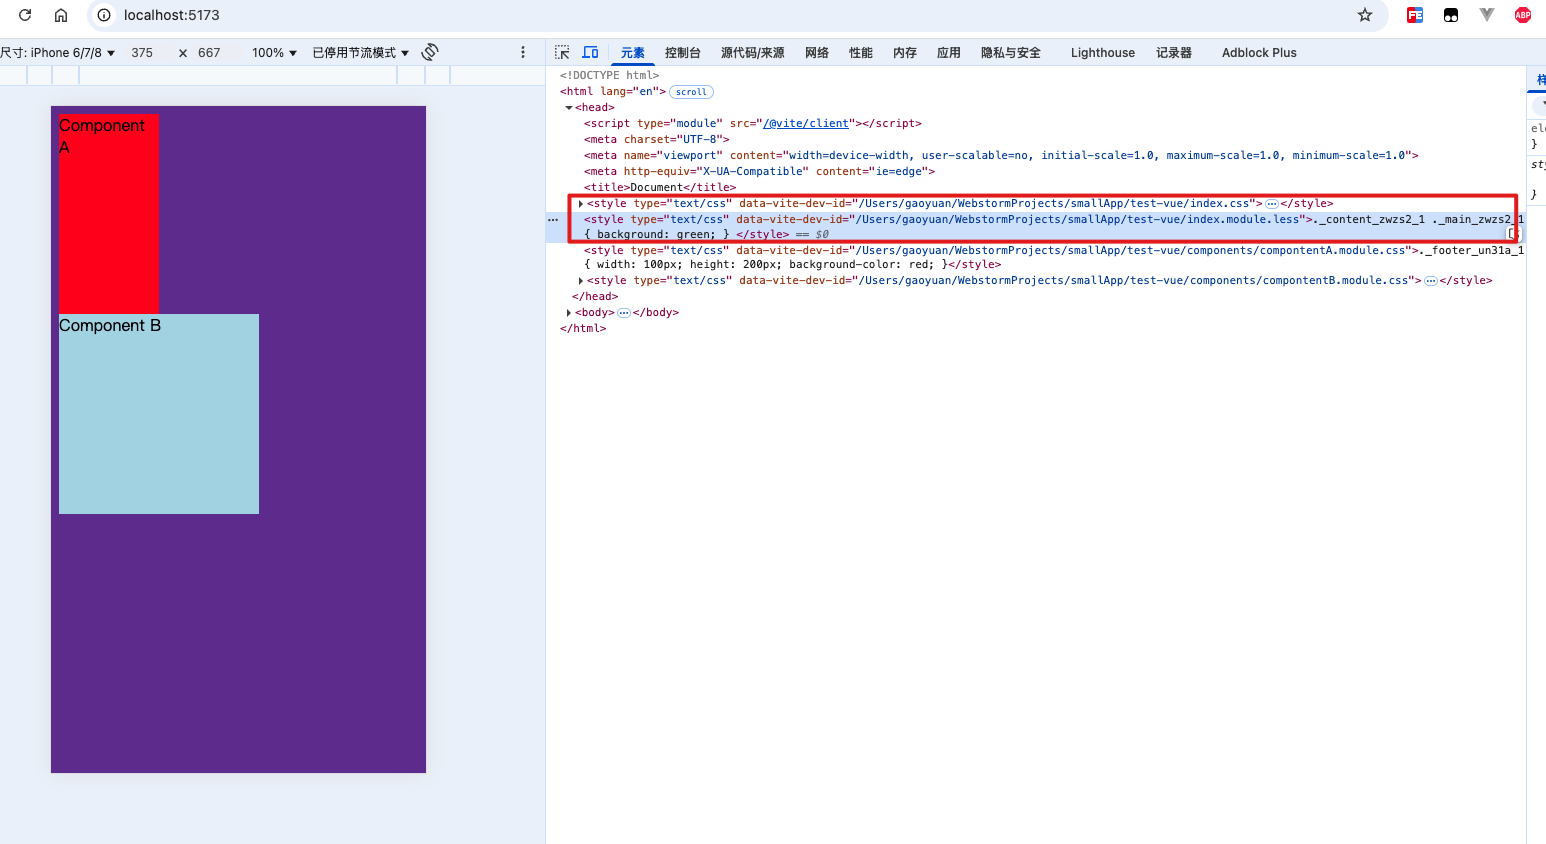 localhost:5173
尺寸: iPhone 6/7/8 375 × 667 100% 已停用节流模式
元素 控制台 源代码/来源 网络 性能 内存 应用 隐私与安全 Lighthouse 记录器 Adblock Plus
<!DOCTYPE html>
<html lang="en"> scroll
<head>
<script type="module" src="/@vite/client"></script>
<meta charset="UTF-8">
<meta name="viewport" content="width=device-width, user-scalable=no, initial-scale=1.0, maximum-scale=1.0, minimum-scale=1.0">
<meta http-equiv="X-UA-Compatible" content="ie=edge">
<title>Document</title>
<style type="text/css" data-vite-dev-id="/Users/gaoyuan/WebstormProjects/smallApp/test-vue/index.css"> … </style>
<style type="text/css" data-vite-dev-id="/Users/gaoyuan/WebstormProjects/smallApp/test-vue/index.module.less">._content_zwzs2_1 ._main_zwzs2_1
{ background: green; } </style> == $0
<style type="text/css" data-vite-dev-id="/Users/gaoyuan/WebstormProjects/smallApp/test-vue/components/compontentA.module.css">._footer_un31a_1
{ width: 100px; height: 200px; background-color: red; }</style>
<style type="text/css" data-vite-dev-id="/Users/gaoyuan/WebstormProjects/smallApp/test-vue/components/compontentB.module.css"> … </style>
</head>
<body> … </body>
</html>
Component
A
Component B
ABP
FE
}
}